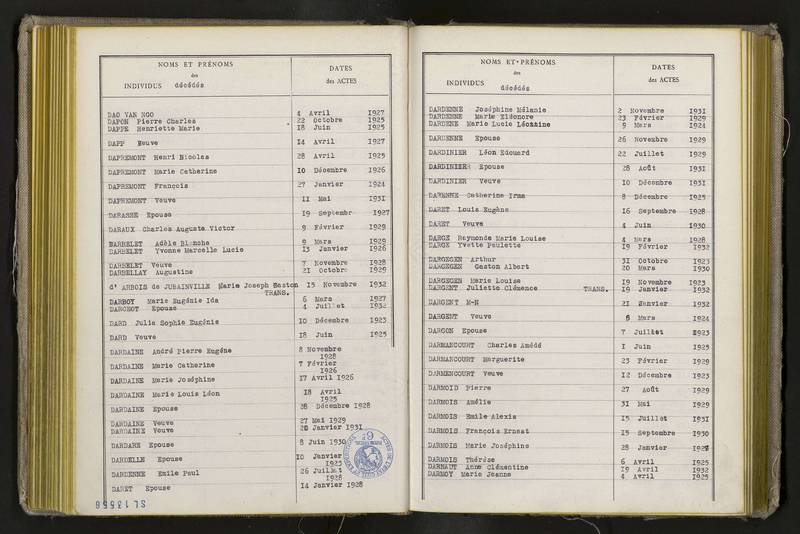 NOMS ET PRÉNOMS
des
INDIVIDUS décédés
DATES
des ACTES
DAO VAN NGO 4 Avril 1927
DAPON Pierre Charles 22 Octobre 1925
DAPPE Henriette Marie 18 Juin 1925
DAPP Veuve 14 Avril 1927
DAPREMONT Henri Nicolas 28 Avril 1925
DAPREMONT Marie Catherine 10 Décembre 1926
DAPREMONT François 27 Janvier 1924
DAPREMONT Veuve 11 Mai 1931
DARASSE Epouse 19 Septembr 1927
DARAUX Charles Auguste Victor 9 Février 1929
BARBELET Adèle Blanche 9 Mars 1929
DARBELET Yvonne Marcelle Lucie 13 Janvier 1926
DARBELET Veuve 7 Novembre 1928
DARBELLAY Augustine 21 Octobre 1929
d' ARBOIS de JUBAINVILLE Marie Joseph Gaston 15 Novembre 1932
TRANS.
DARBOY Marie Eugénie Ida 6 Mars 1927
DARCHOT Epouse 4 Juillet 1932
DARD Julie Sophie Eugénie 10 Décembre 1923
DARD Veuve 18 Juin 1925
DARDAINE André Pierre Eugène 8 Novembre
1928
DARDAINE Marie Catherine 7 Février
1926
DARDAINE Marie Joséphine 17 Avril 1926
DARDAINE Marie Louis Léon 18 Avril
1925
DARDAINE Epouse 28 Décembre 1928
DARDAINE Veuve 27 Mai 1929
DARDAINE Veuve 20 Janvier 1931
DARDARE Epouse 8 Juin 1930
DARDELLE Epouse 10 Janvier
1923
DARDENNE Emile Paul 26 Juillet
1928
DARET Epouse 14 Janvier 1928
SL 13558
NOMS ET PRÉNOMS
des
INDIVIDUS décédés
DATES
des ACTES
DARDENNE Joséphine Mélanie 2 Novembre 1931
DARDENNE Marie Eléonore 23 Février 1929
DARDENE Marie Lucie Léontine 9 Mars 1924
DARDENNE Epouse 26 Novembre 1929
DARDINIER Léon Edouard 22 Juillet 1929
DARDINIER Epouse 28 Août 1931
DARDINIER Veuve 10 Décembre 1931
DARENNE Catherine Irma 8 Décembre 1925
DARET Louis Eugène 16 Septembre 1928
DARET Veuve 4 Juin 1930
DARGE Raymonde Marie Louise 4 Mars 1928
DARGE Yvette Paulette 19 Février 1932
DARGEGEN Arthur 31 Octobre 1923
DARGEGEN Gaston Albert 20 Mars 1930
DARGEGEN Marie Louise 19 Novembre 1923
DARGENT Juliette Clémence TRANS. 19 Janvier 1932
DARGENT M-N 21 Janvier 1932
DARGENT Veuve 6 Mars 1924
DARGON Epouse 7 Juillet 1923
DARMANCOURT Charles Amédé 1 Juin 1925
DARMANCOURT Marguerite 23 Février 1929
DARMENCOURT Veuve 12 Décembre 1923
DARMOID Pierre 27 Août 1929
DARMOIS Amélie 31 Mai 1929
DARMOIS Emile Alexis 15 Juillet 1931
DARMOIS François Ernest 15 Septembre 1930
DARMOIS Marie Joséphine 28 Janvier 1927
DARMOIS Thérèse 6 Avril 1925
DARNAUT Anne Clémentine 19 Avril 1932
DARNOY Marie Jeanne 4 Avril 1925